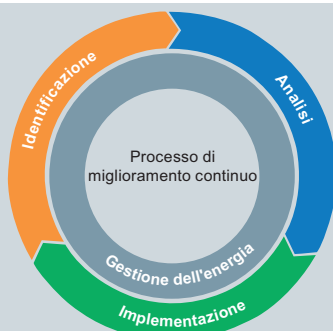 Identificazione
Analisi
Processo di
miglioramento continuo
Gestione dell'energia
Implementazione